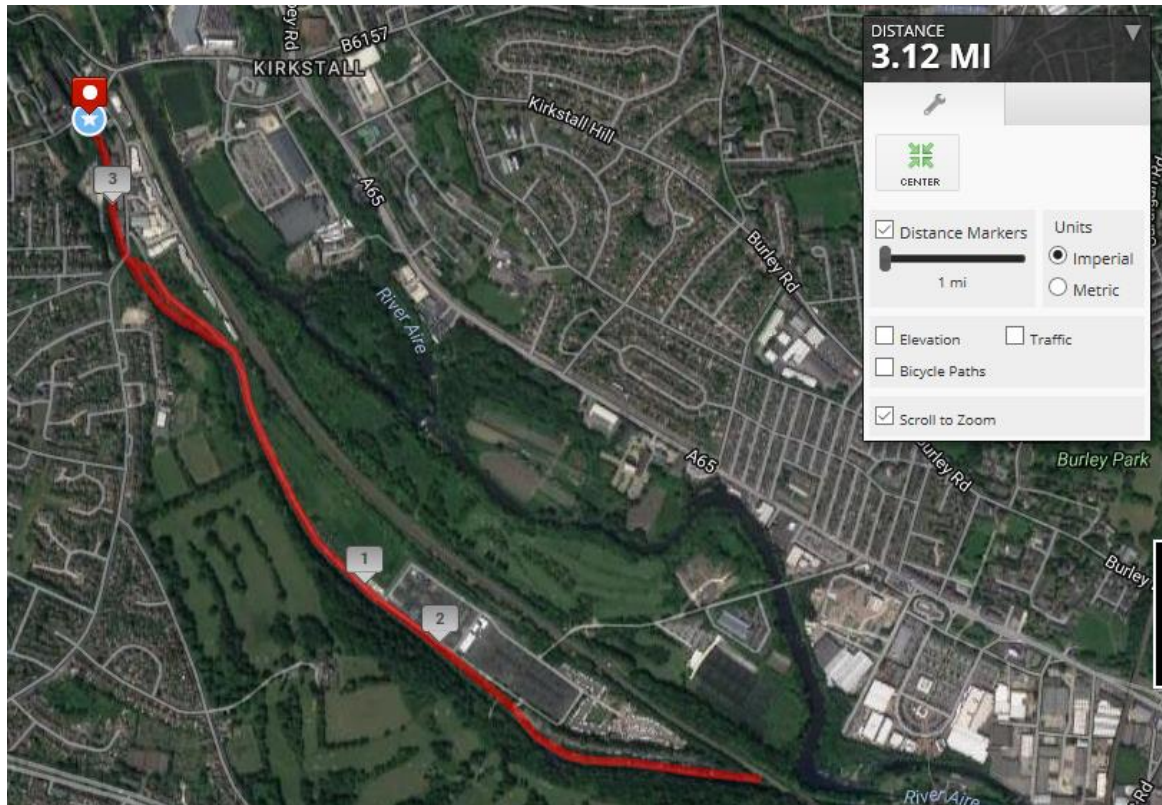 DISTANCE
3.12 MI
CENTER
Distance Markers
1 mi
Units
Imperial
Metric
Elevation
Traffic
Bicycle Paths
Scroll to Zoom
B6157
KIRKSTALL
Kirkstall Hill
3
A65
Burley Rd
River Aire
A65
Burley Rd
Burley Park
1
Burley
2
River Aire
Rd